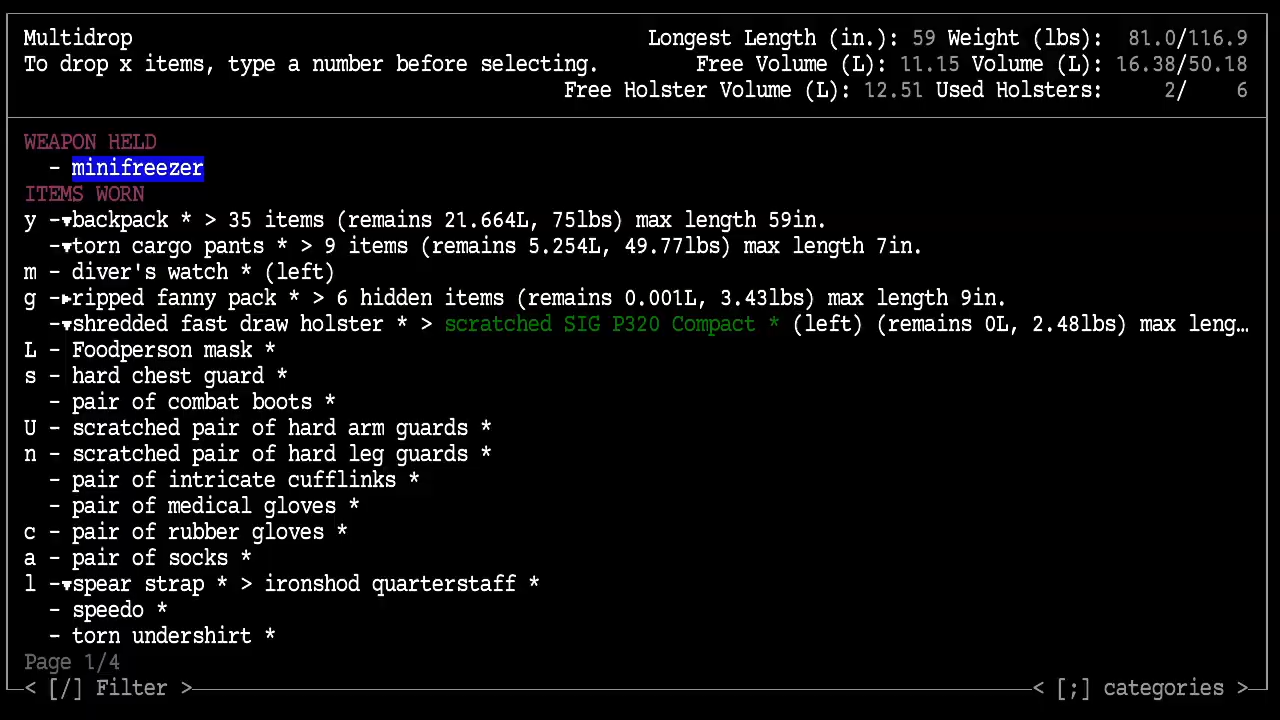 Multidrop Longest Length (in.): 59 Weight (lbs): 81.0/116.9
To drop x items, type a number before selecting. Free Volume (L): 11.15 Volume (L): 16.38/50.18
Free Holster Volume (L): 12.51 Used Holsters: 2/ 6
WEAPON HELD
- minifreezer
ITEMS WORN
y -▾backpack * > 35 items (remains 21.664L, 75lbs) max length 59in.
-▾torn cargo pants * > 9 items (remains 5.254L, 49.77lbs) max length 7in.
m - diver's watch * (left)
g -▸ripped fanny pack * > 6 hidden items (remains 0.001L, 3.43lbs) max length 9in.
-▾shredded fast draw holster * > scratched SIG P320 Compact * (left) (remains 0L, 2.48lbs) max leng…
L - Foodperson mask *
s - hard chest guard *
- pair of combat boots *
U - scratched pair of hard arm guards *
n - scratched pair of hard leg guards *
- pair of intricate cufflinks *
- pair of medical gloves *
c - pair of rubber gloves *
a - pair of socks *
l -▾spear strap * > ironshod quarterstaff *
- speedo *
- torn undershirt *
Page 1/4
< [/] Filter > < [;] categories >